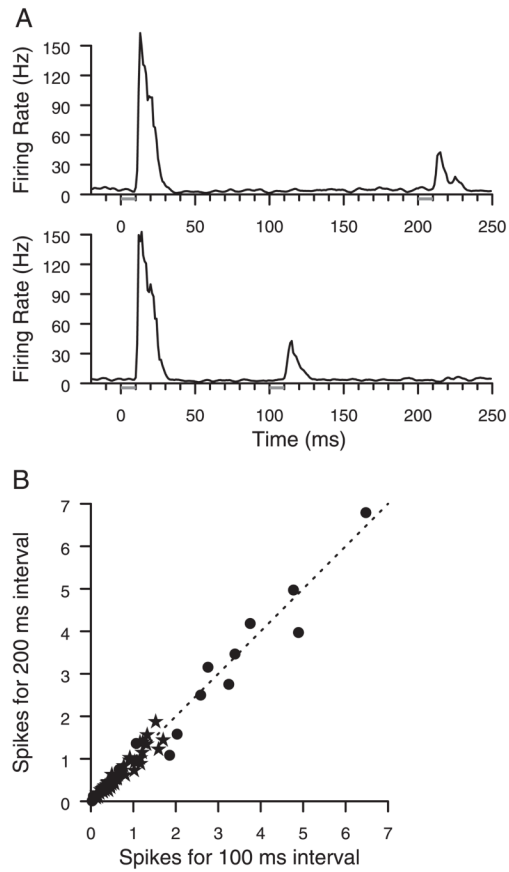 A
Firing Rate (Hz)
150
120
90
60
30
0
0 50 100 150 200 250
Firing Rate (Hz)
150
120
90
60
30
0
0 50 100 150 200 250
Time (ms)
B
Spikes for 200 ms interval
7
6
5
4
3
2
1
0
0 1 2 3 4 5 6 7
Spikes for 100 ms interval